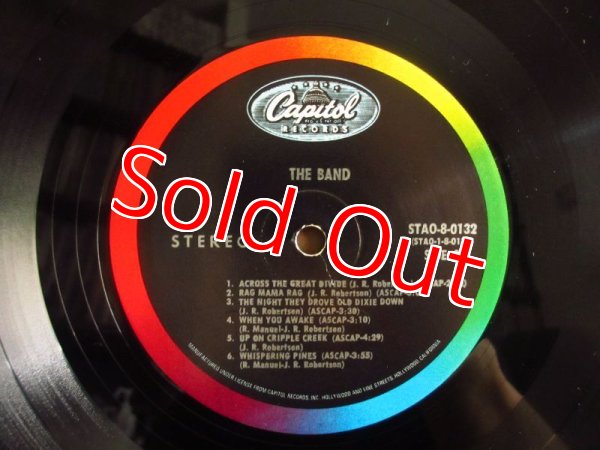 Capitol
RECORDS
THE BAND
STAO-8-0132
STEREO
Sold Out
1. ACROSS THE GREAT DIVIDE (J. R. Robertson)
2. RAG MAMA RAG (J. R. Robertson) (ASCAP-3:
3. THE NIGHT THEY DROVE OLD DIXIE DOWN
(J. R. Robertson) (ASCAP-3:30)
4. WHEN YOU AWAKE (ASCAP-3:10)
(R. Manuel-J. R. Robertson)
5. UP ON CRIPPLE CREEK (ASCAP-4:29)
(J. R. Robertson)
6. WHISPERING PINES (ASCAP-3:55)
(R. Manuel-J. R. Robertson)
MANUFACTURED UNDER LICENSE FROM CAPITOL RECORDS, INC. HOLLYWOOD AND VINE STREETS, HOLLYWOOD, CALIFORNIA